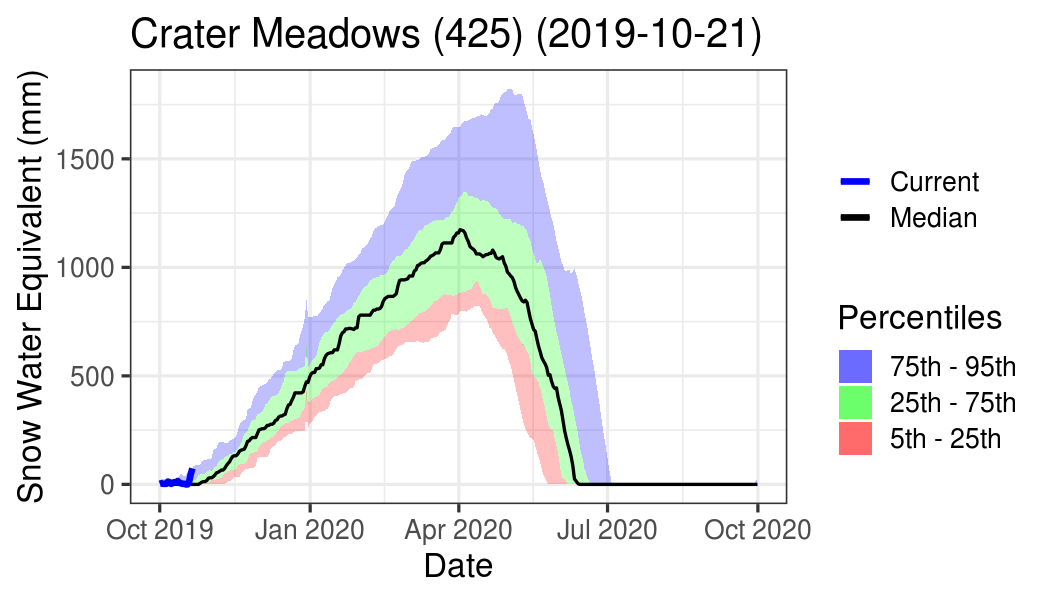 Crater Meadows (425) (2019-10-21)
Snow Water Equivalent (mm)
1500
1000
500
0
Oct 2019 Jan 2020 Apr 2020 Jul 2020 Oct 2020
Date
Current
Median
Percentiles
75th - 95th
25th - 75th
5th - 25th